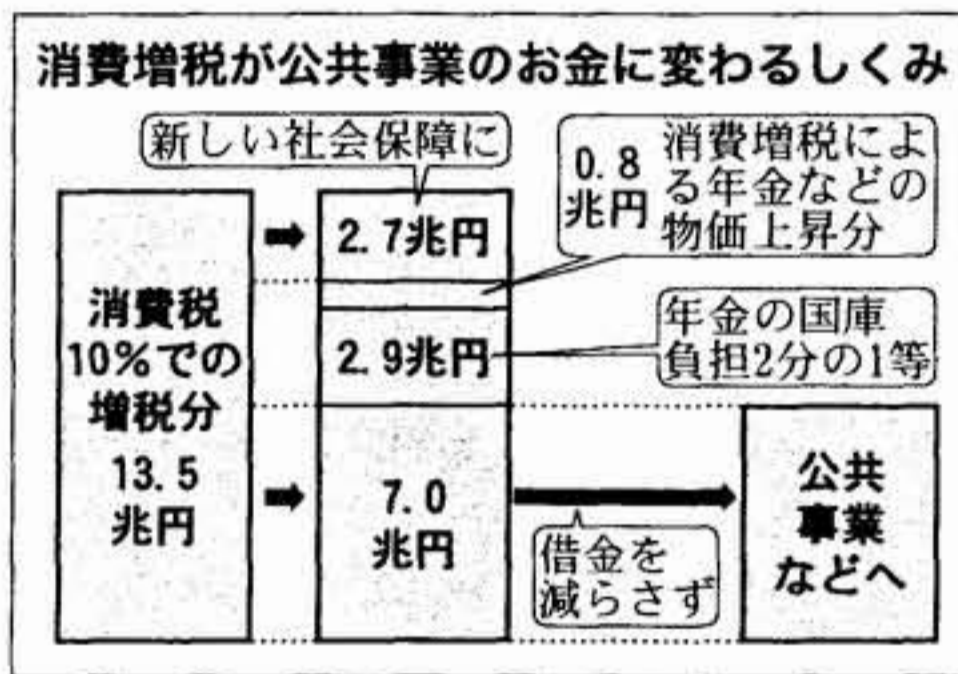 消費増税が公共事業のお金に変わるしくみ
新しい社会保障に
0.8
兆円
消費増税によ
る年金などの
物価上昇分
2.7兆円
消費税
10%での
増税分
13.5
兆円
2.9兆円
年金の国庫
負担2分の1等
7.0
兆円
借金を
減らさず
公共
事業
などへ